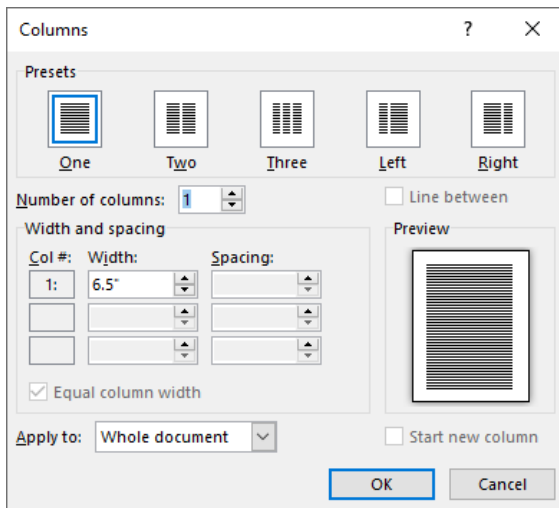 Columns ?
Presets
One Two Three Left Right
Number of columns: 1 Line between
Width and spacing Preview
Col #: Width: Spacing:
1: 6.5"
Equal column width
Apply to: Whole document Start new column
OK Cancel